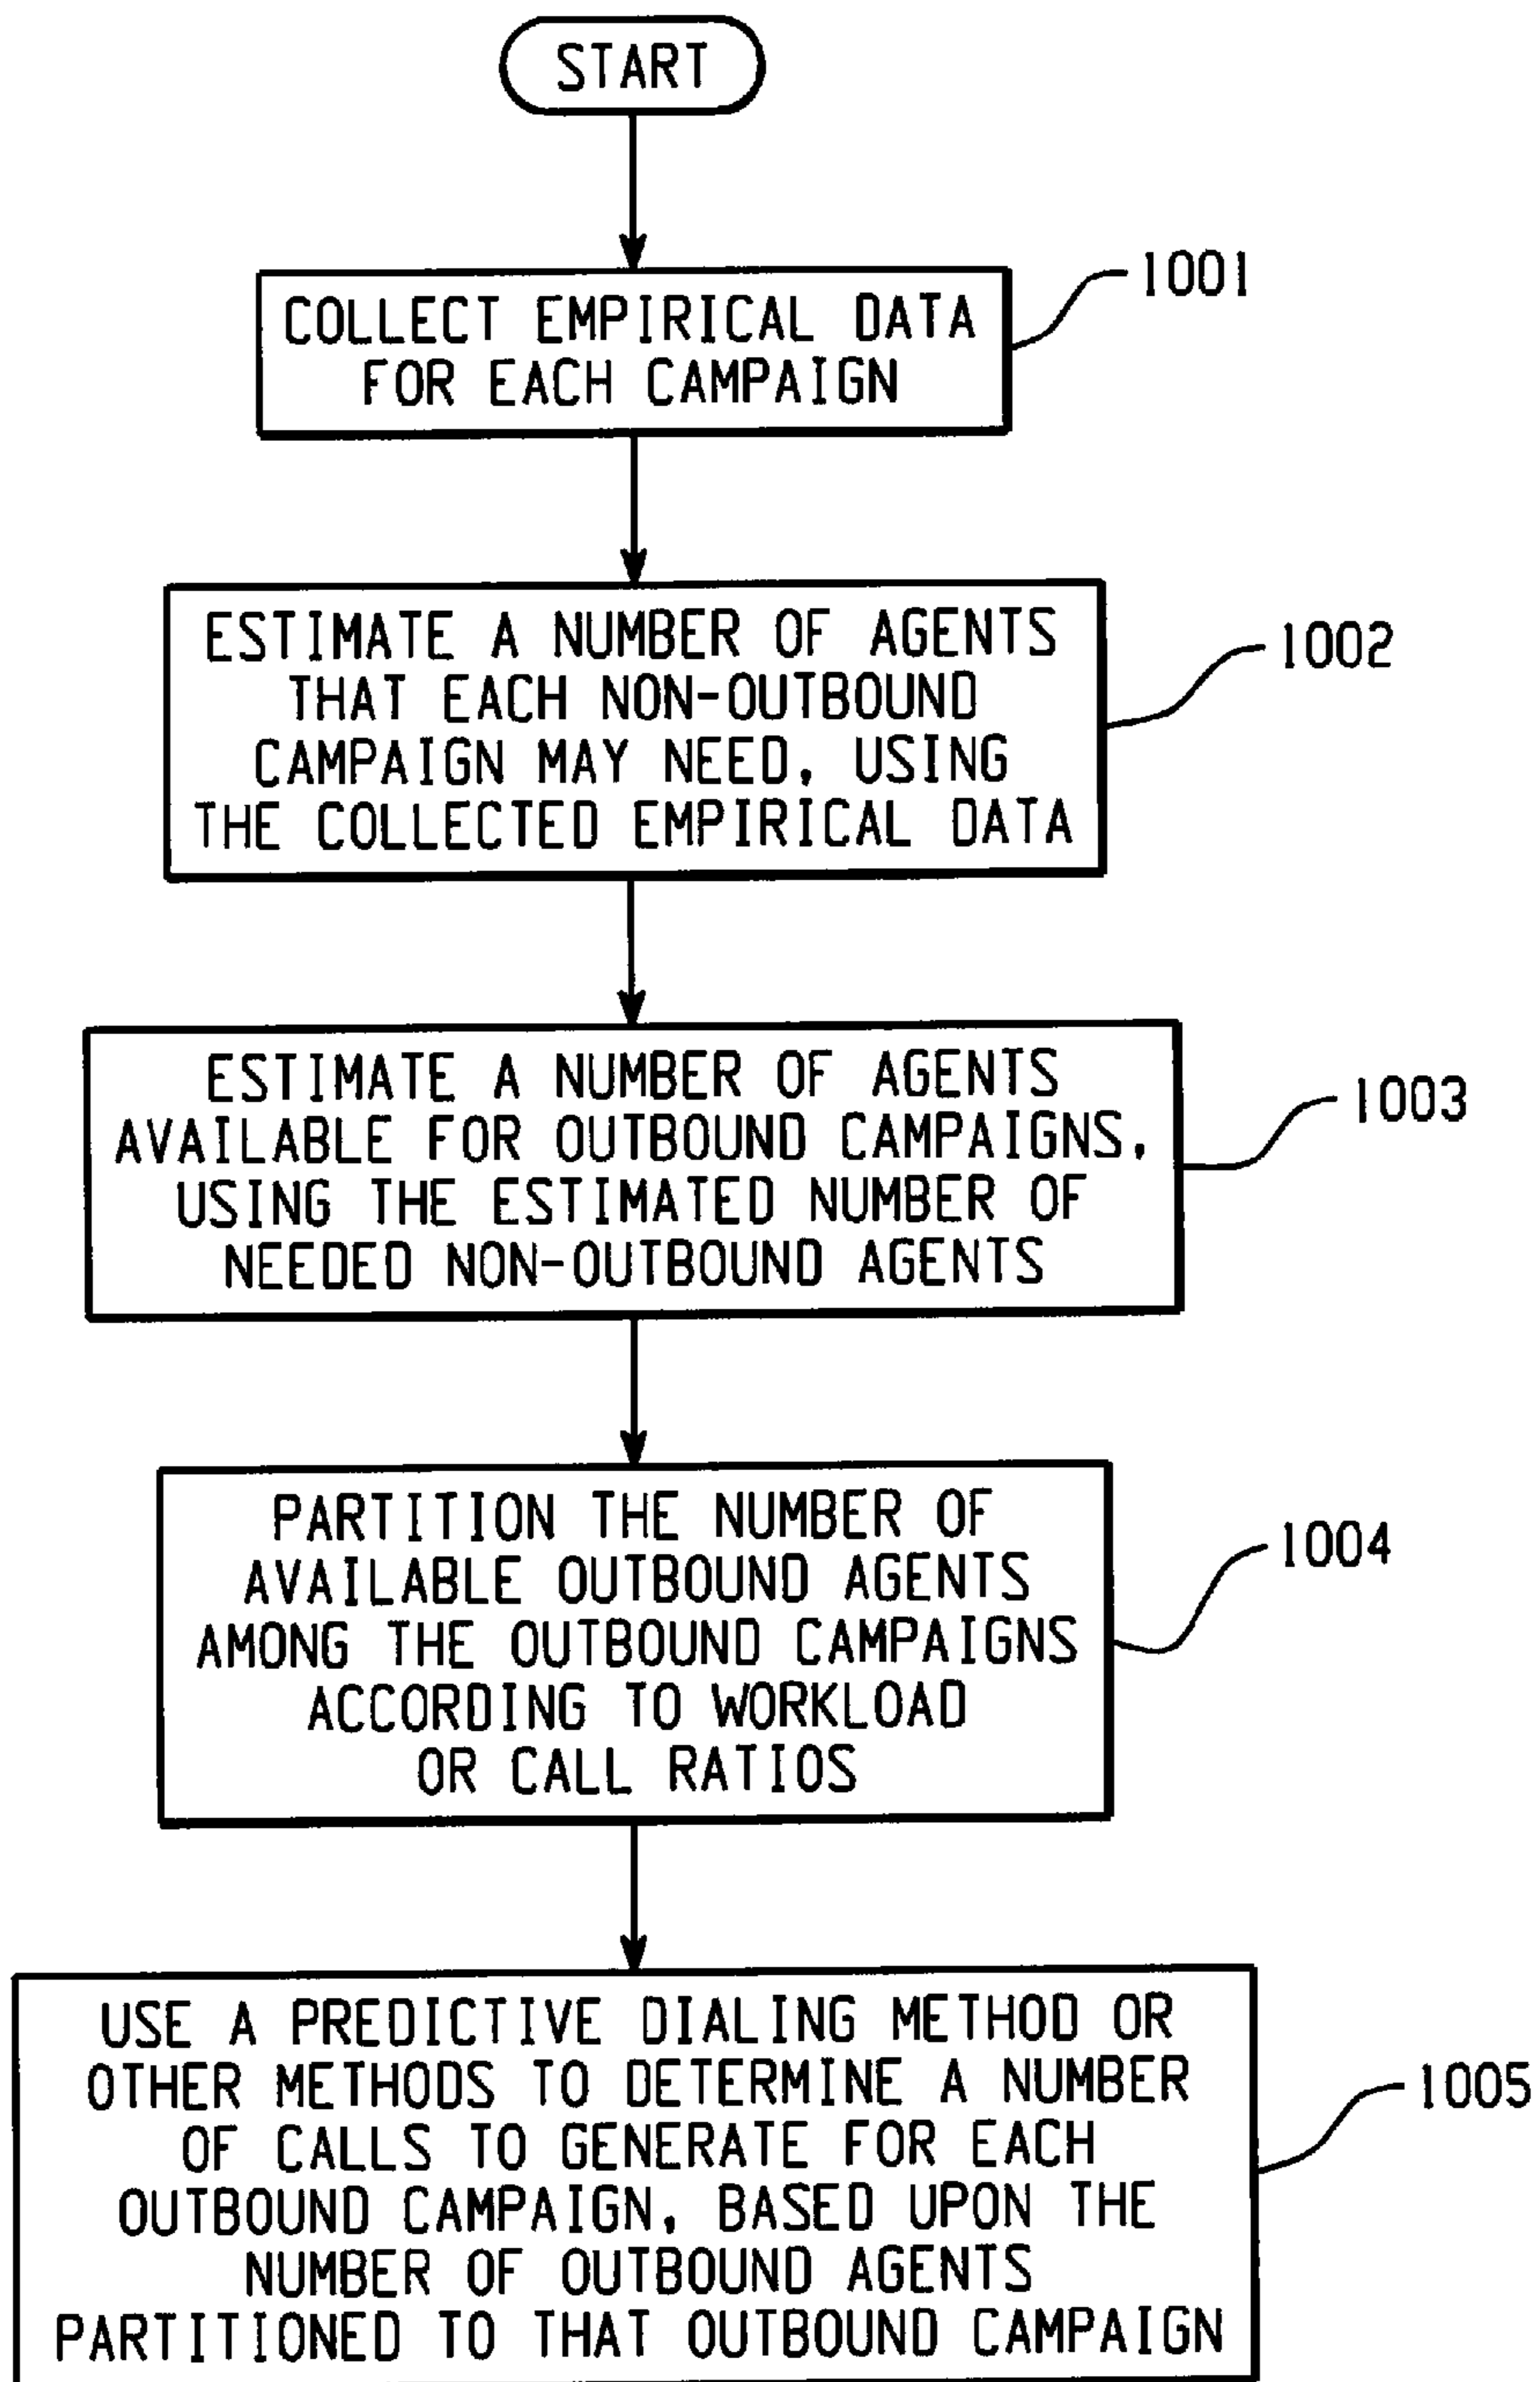 START
COLLECT EMPIRICAL DATA
FOR EACH CAMPAIGN
1001
ESTIMATE A NUMBER OF AGENTS
THAT EACH NON-OUTBOUND
CAMPAIGN MAY NEED, USING
THE COLLECTED EMPIRICAL DATA
1002
ESTIMATE A NUMBER OF AGENTS
AVAILABLE FOR OUTBOUND CAMPAIGNS,
USING THE ESTIMATED NUMBER OF
NEEDED NON-OUTBOUND AGENTS
1003
PARTITION THE NUMBER OF
AVAILABLE OUTBOUND AGENTS
AMONG THE OUTBOUND CAMPAIGNS
ACCORDING TO WORKLOAD
OR CALL RATIOS
1004
USE A PREDICTIVE DIALING METHOD OR
OTHER METHODS TO DETERMINE A NUMBER
OF CALLS TO GENERATE FOR EACH
OUTBOUND CAMPAIGN, BASED UPON THE
NUMBER OF OUTBOUND AGENTS
PARTITIONED TO THAT OUTBOUND CAMPAIGN
1005